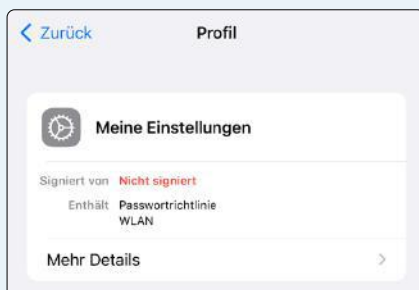 Zurück
Profil
Meine Einstellungen
Signiert von Nicht signiert
Enthält Passwortrichtlinie
WLAN
Mehr Details